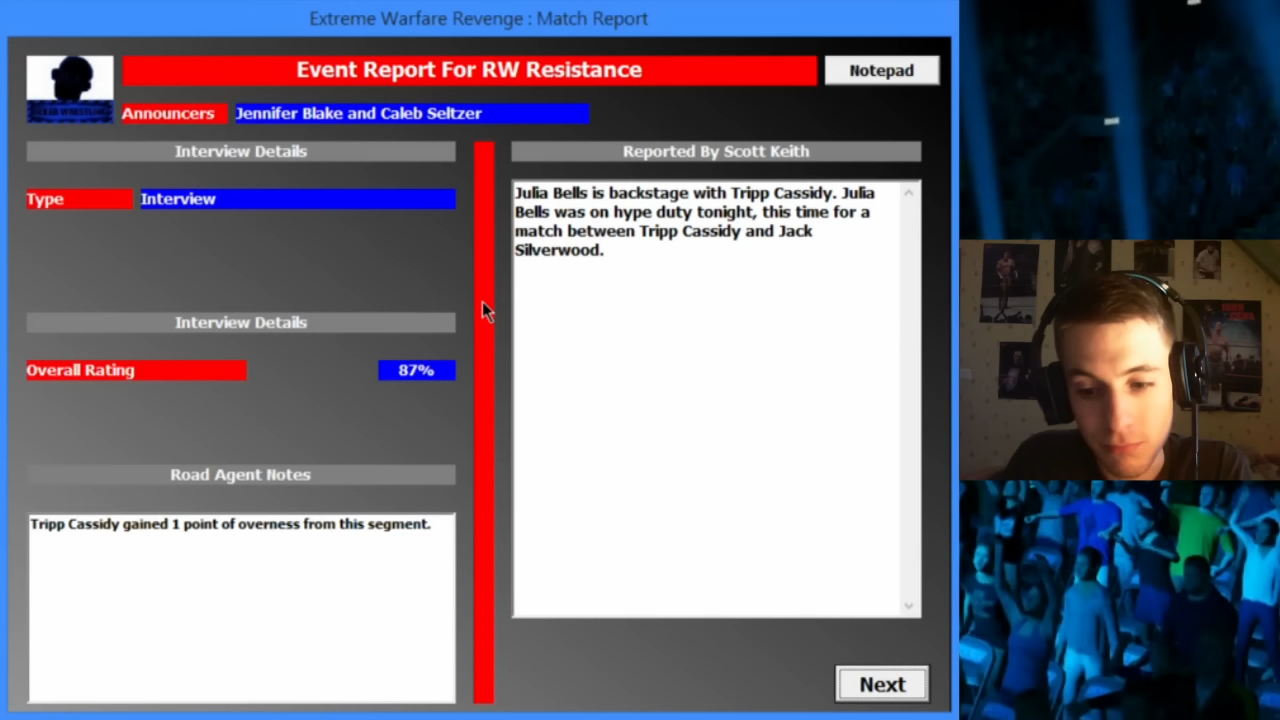 Extreme Warfare Revenge : Match Report
Event Report For RW Resistance
Notepad
Announcers
Jennifer Blake and Caleb Seltzer
Interview Details
Reported By Scott Keith
Type
Interview
Julia Bells is backstage with Tripp Cassidy. Julia
Bells was on hype duty tonight, this time for a
match between Tripp Cassidy and Jack
Silverwood.
Interview Details
Overall Rating
87%
Road Agent Notes
Tripp Cassidy gained 1 point of overness from this segment.
Next